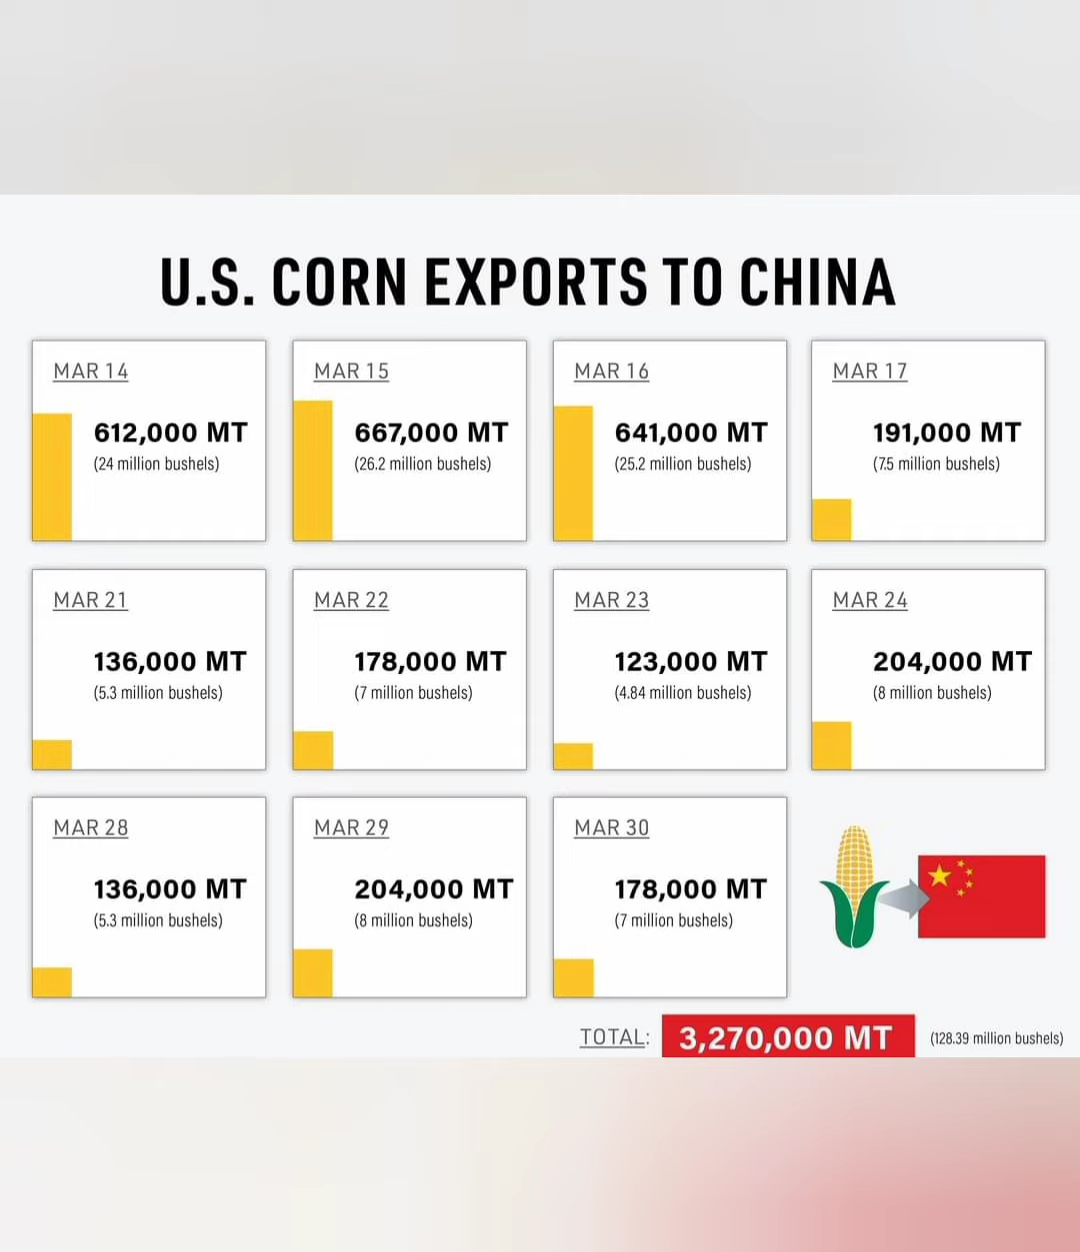 U.S. CORN EXPORTS TO CHINA
MAR 14
612,000 MT
(24 million bushels)
MAR 15
667,000 MT
(26.2 million bushels)
MAR 16
641,000 MT
(25.2 million bushels)
MAR 17
191,000 MT
(7.5 million bushels)
MAR 21
136,000 MT
(5.3 million bushels)
MAR 22
178,000 MT
(7 million bushels)
MAR 23
123,000 MT
(4.84 million bushels)
MAR 24
204,000 MT
(8 million bushels)
MAR 28
136,000 MT
(5.3 million bushels)
MAR 29
204,000 MT
(8 million bushels)
MAR 30
178,000 MT
(7 million bushels)
TOTAL: 3,270,000 MT (128.39 million bushels)